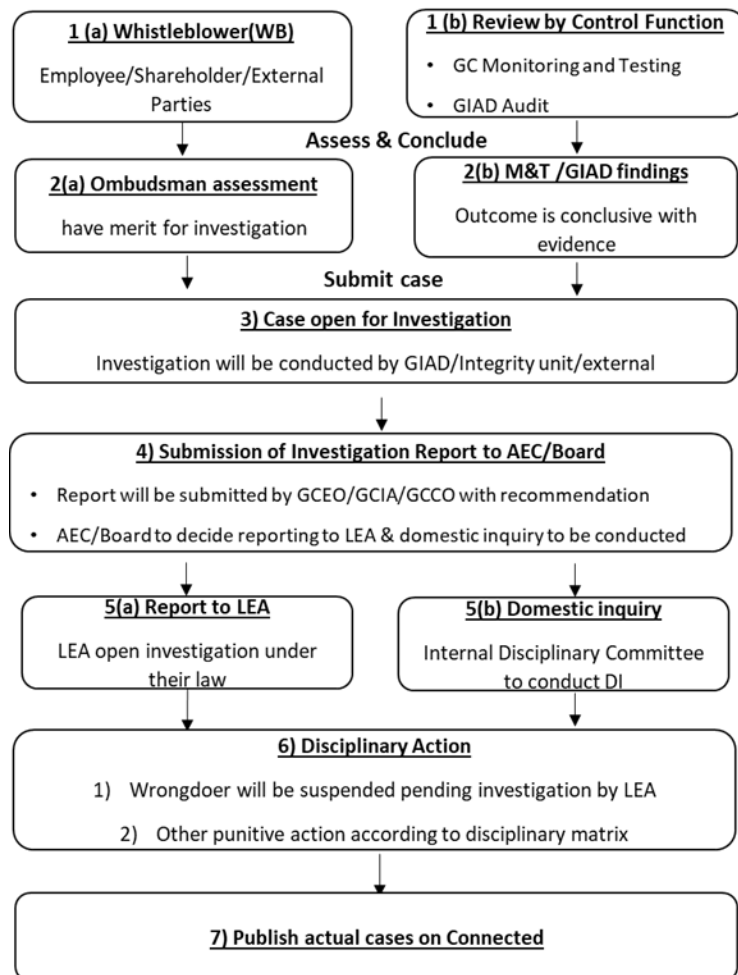 1 (a) Whistleblower(WB)
Employee/Shareholder/External
Parties
1 (b) Review by Control Function
• GC Monitoring and Testing
• GIAD Audit
Assess & Conclude
2(a) Ombudsman assessment
have merit for investigation
2(b) M&T /GIAD findings
Outcome is conclusive with
evidence
Submit case
3) Case open for Investigation
Investigation will be conducted by GIAD/Integrity unit/external
4) Submission of Investigation Report to AEC/Board
• Report will be submitted by GCEO/GCIA/GCCO with recommendation
• AEC/Board to decide reporting to LEA & domestic inquiry to be conducted
5(a) Report to LEA
LEA open investigation under
their law
5(b) Domestic inquiry
Internal Disciplinary Committee
to conduct DI
6) Disciplinary Action
1) Wrongdoer will be suspended pending investigation by LEA
2) Other punitive action according to disciplinary matrix
7) Publish actual cases on Connected